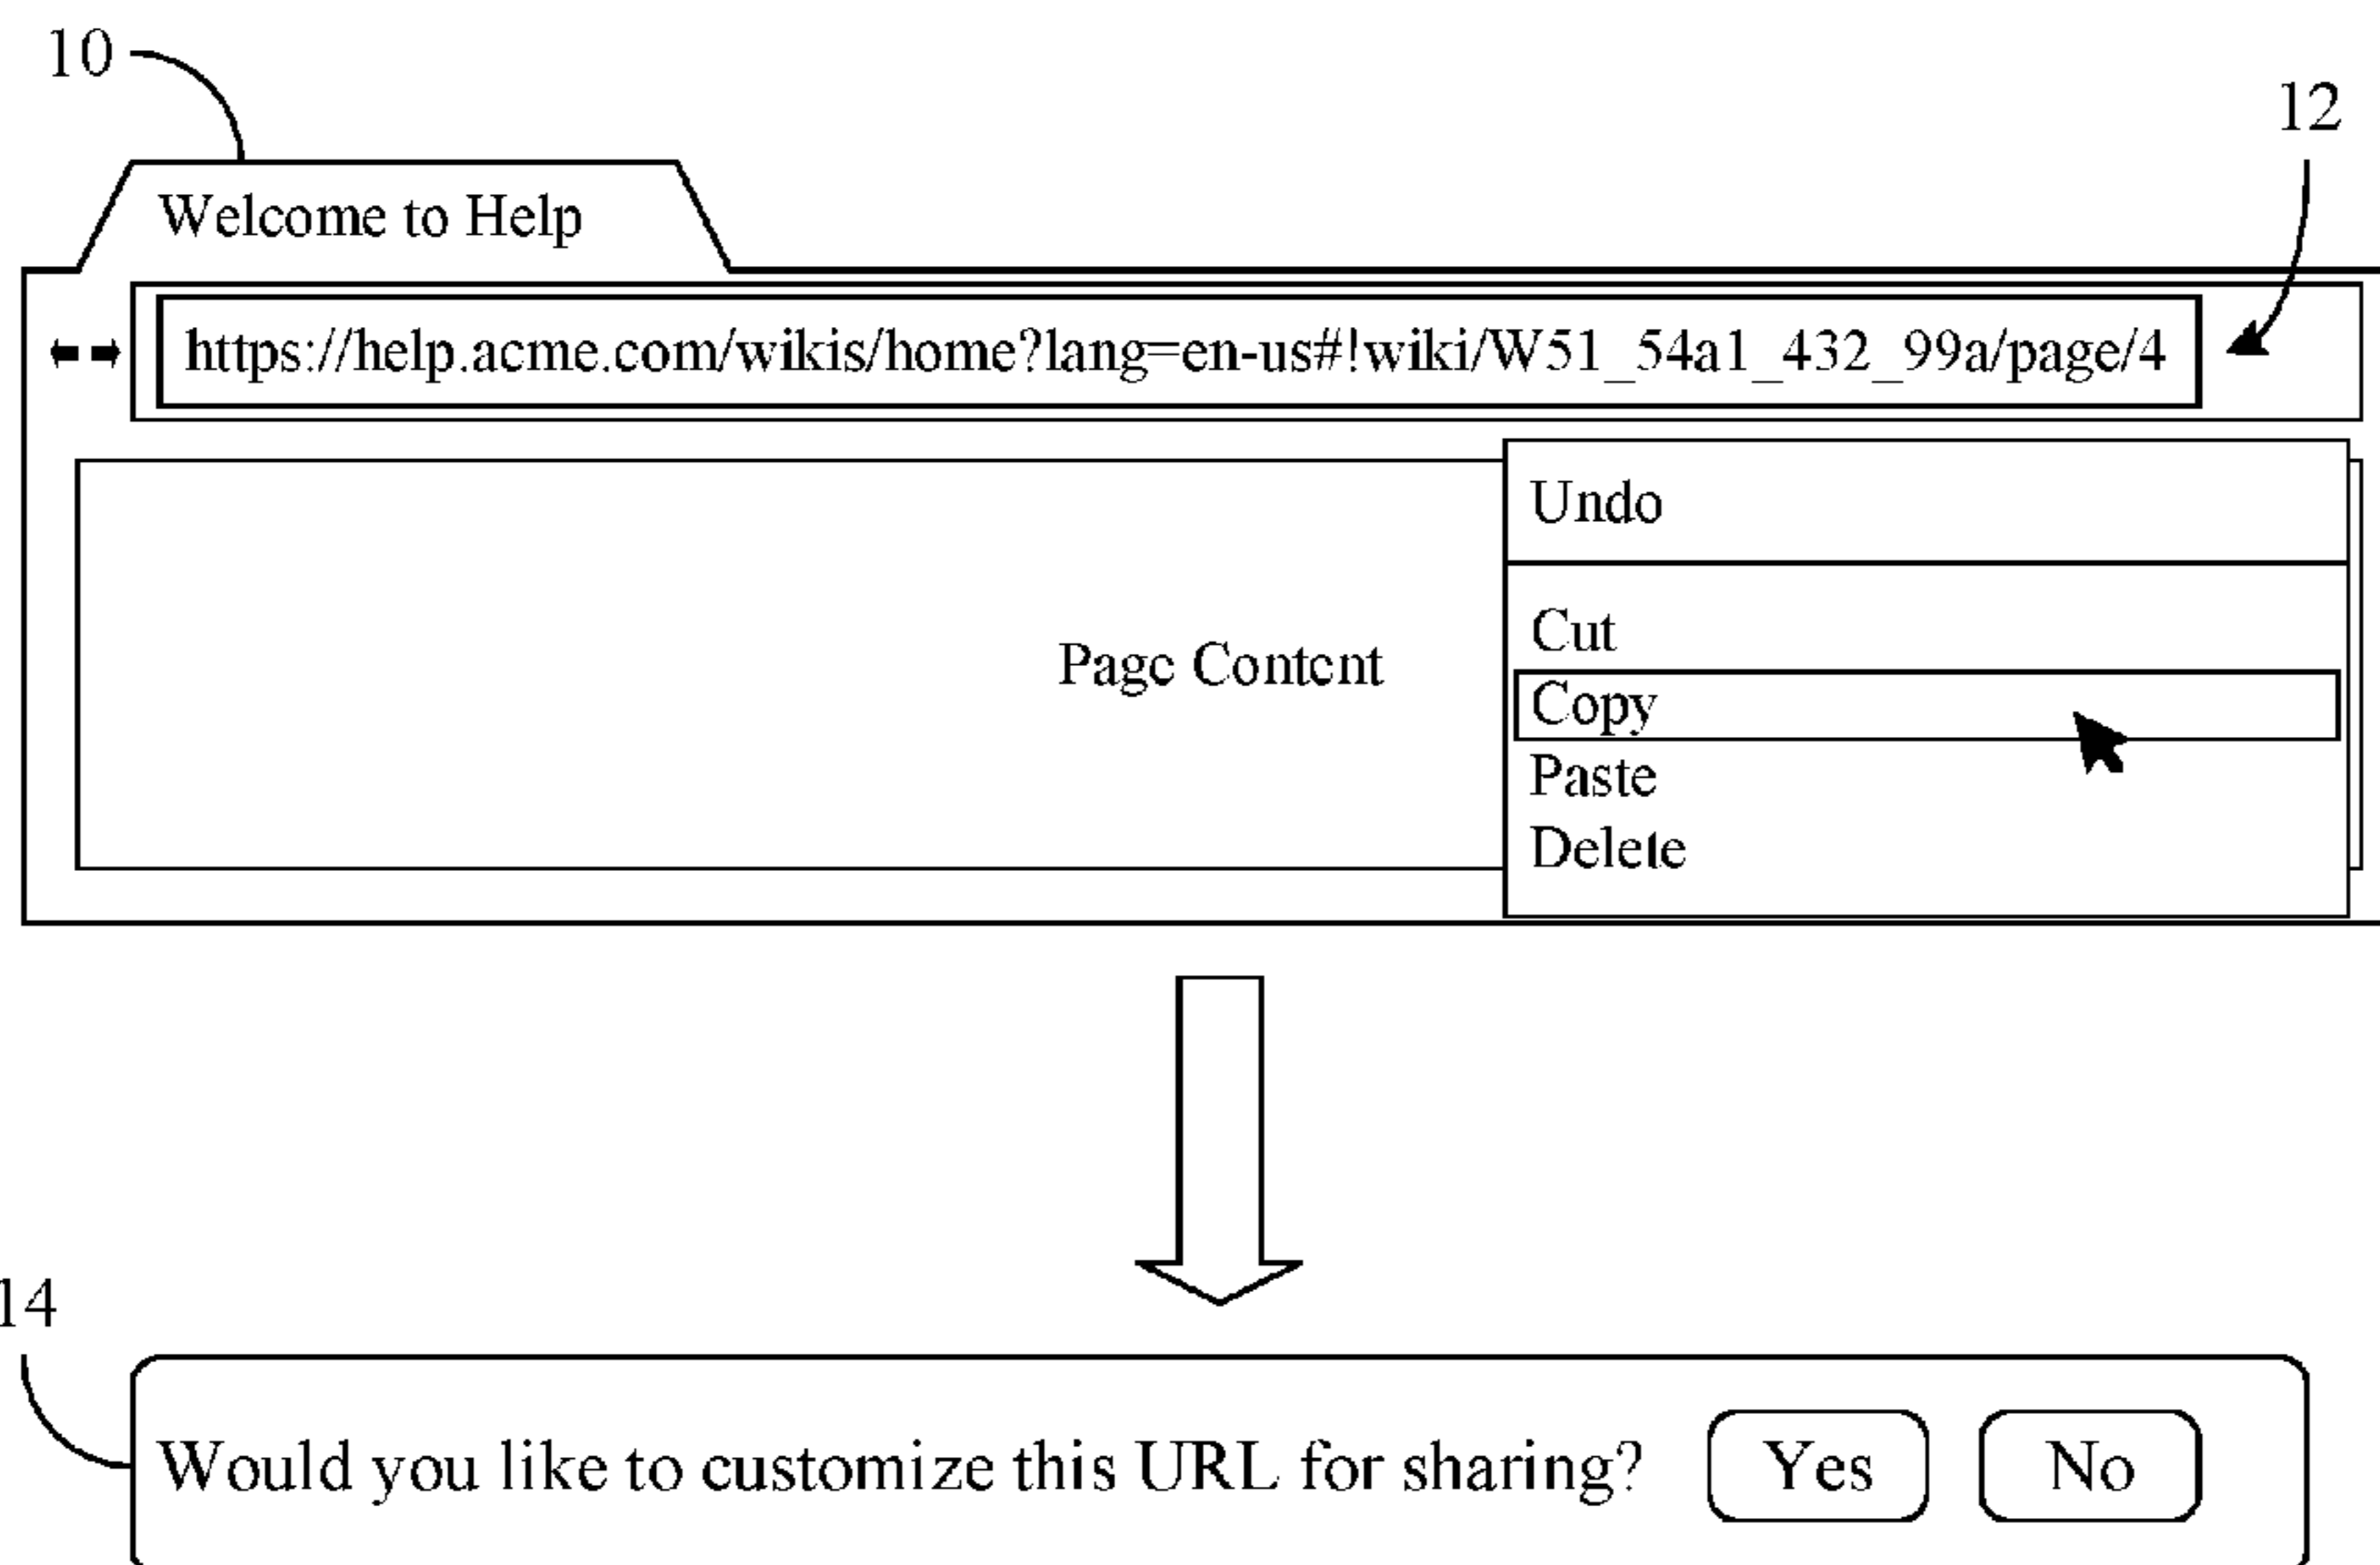 10
12
Welcome to Help
https://help.acme.com/wikis/home?lang=en-us#!wiki/W51_54a1_432_99a/page/4
Undo
Cut
Page Content
Copy
Paste
Delete
14
Would you like to customize this URL for sharing? Yes No